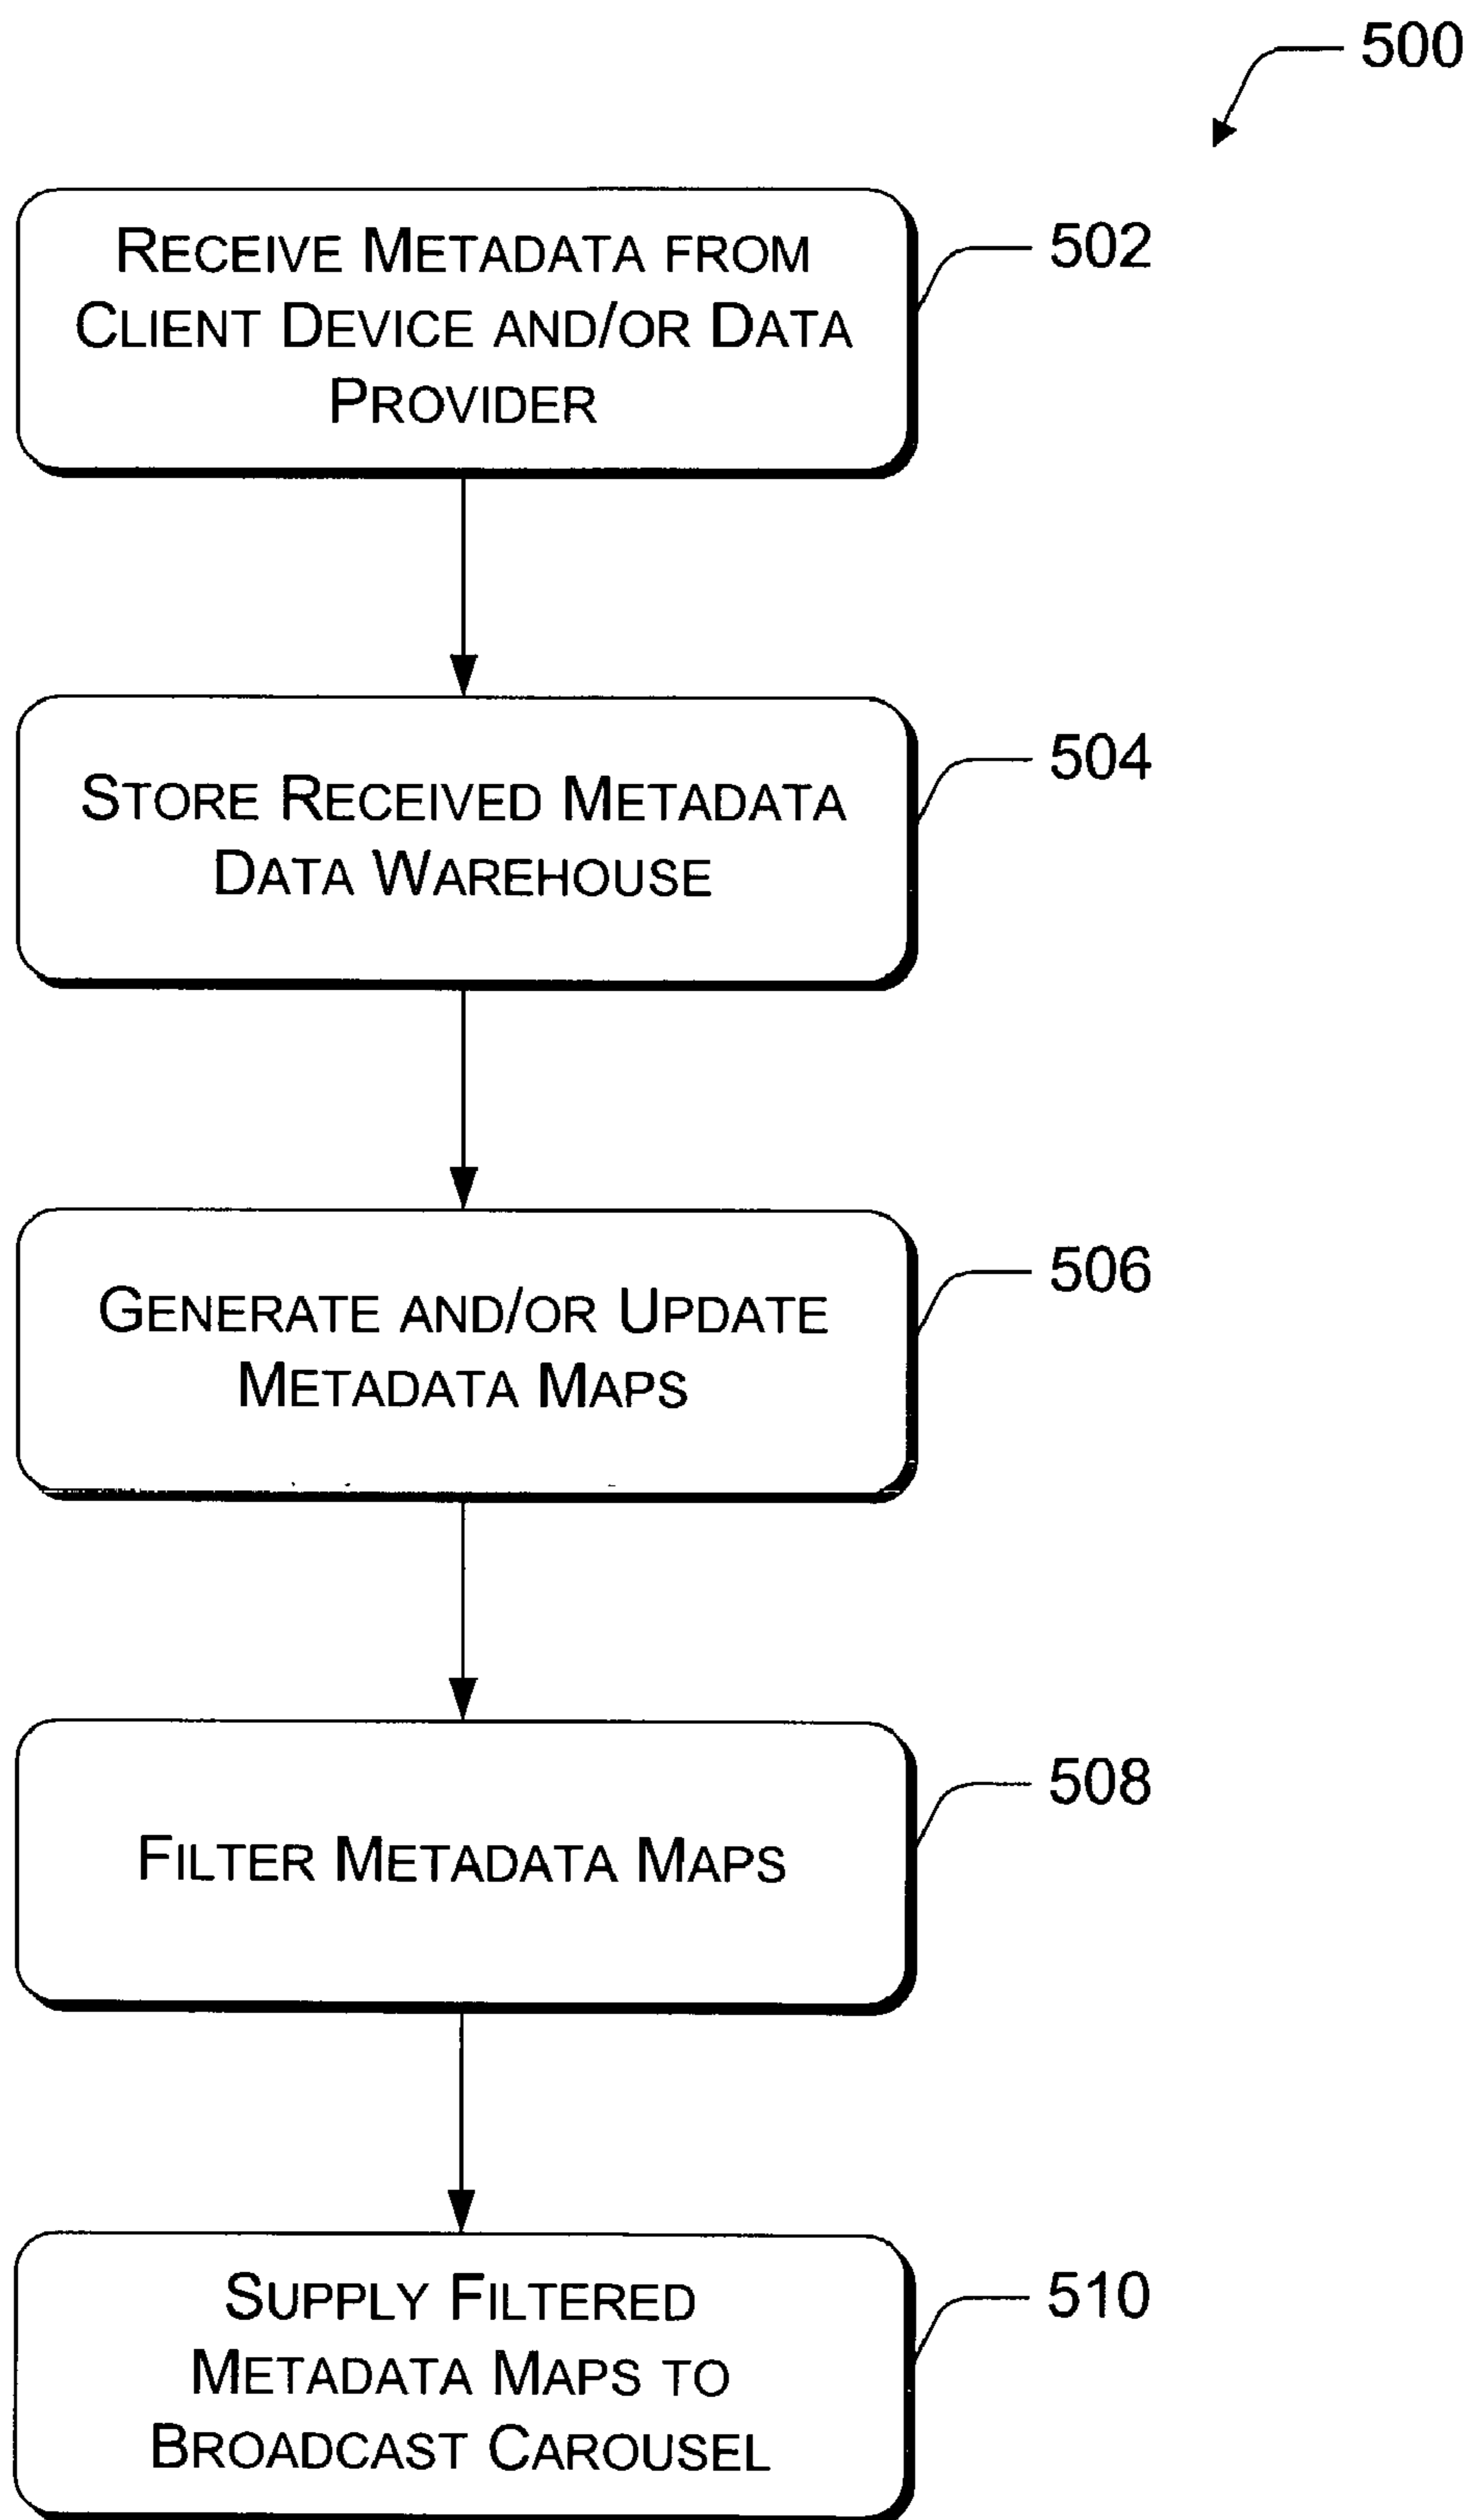 500
RECEIVE METADATA FROM
CLIENT DEVICE AND/OR DATA
PROVIDER
502
STORE RECEIVED METADATA
DATA WAREHOUSE
504
GENERATE AND/OR UPDATE
METADATA MAPS
506
FILTER METADATA MAPS
508
SUPPLY FILTERED
METADATA MAPS TO
BROADCAST CAROUSEL
510